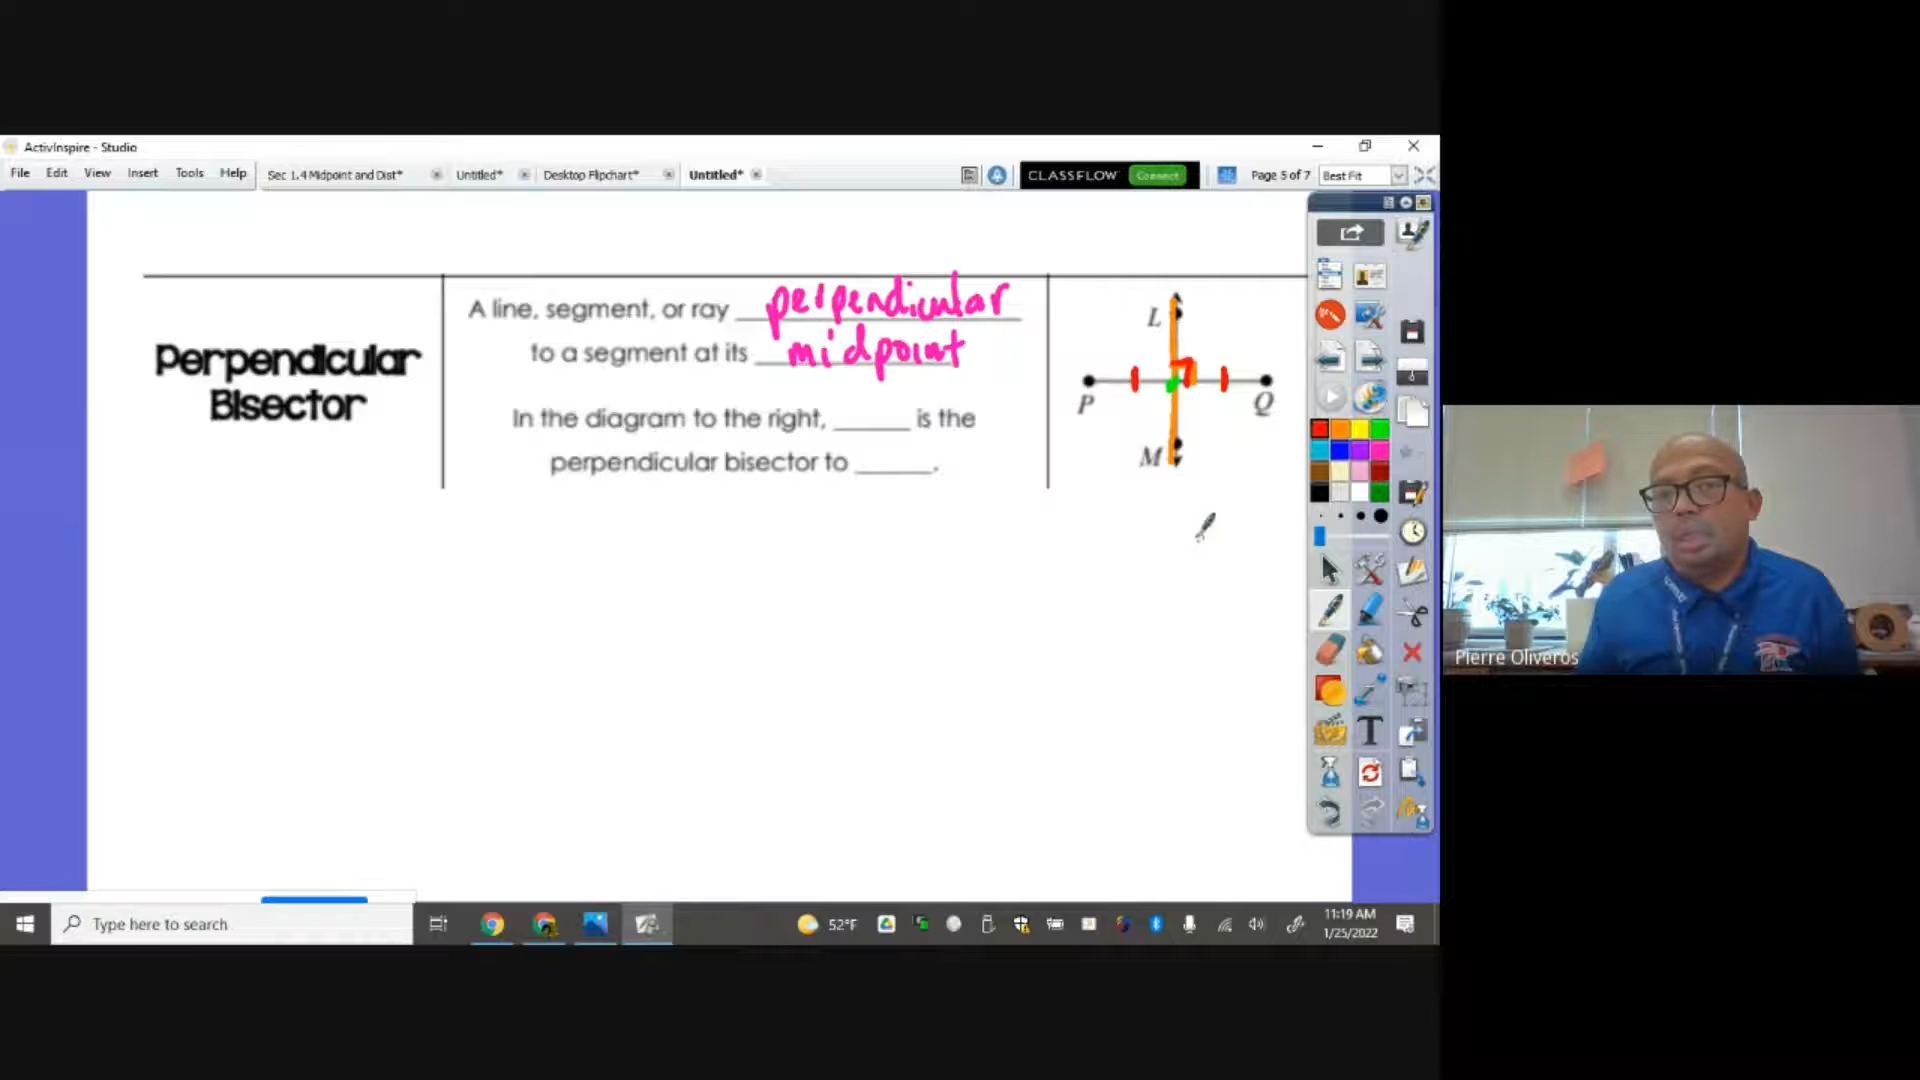 ActivInspire - Studio
File Edit View Insert Tools Help Sec 1.4 Midpoint and Dist* Untitled* Desktop Flipchart* Untitled* CLASSFLOW Connect Page 5 of 7 Best Fit
A line, segment, or ray perpendicular
to a segment at its midpoint
Perpendicular
Bisector
In the diagram to the right, ______ is the
perpendicular bisector to ______.
L
P Q
M
T
Pierre Oliveros
Type here to search
52°F
11:19 AM
1/25/2022